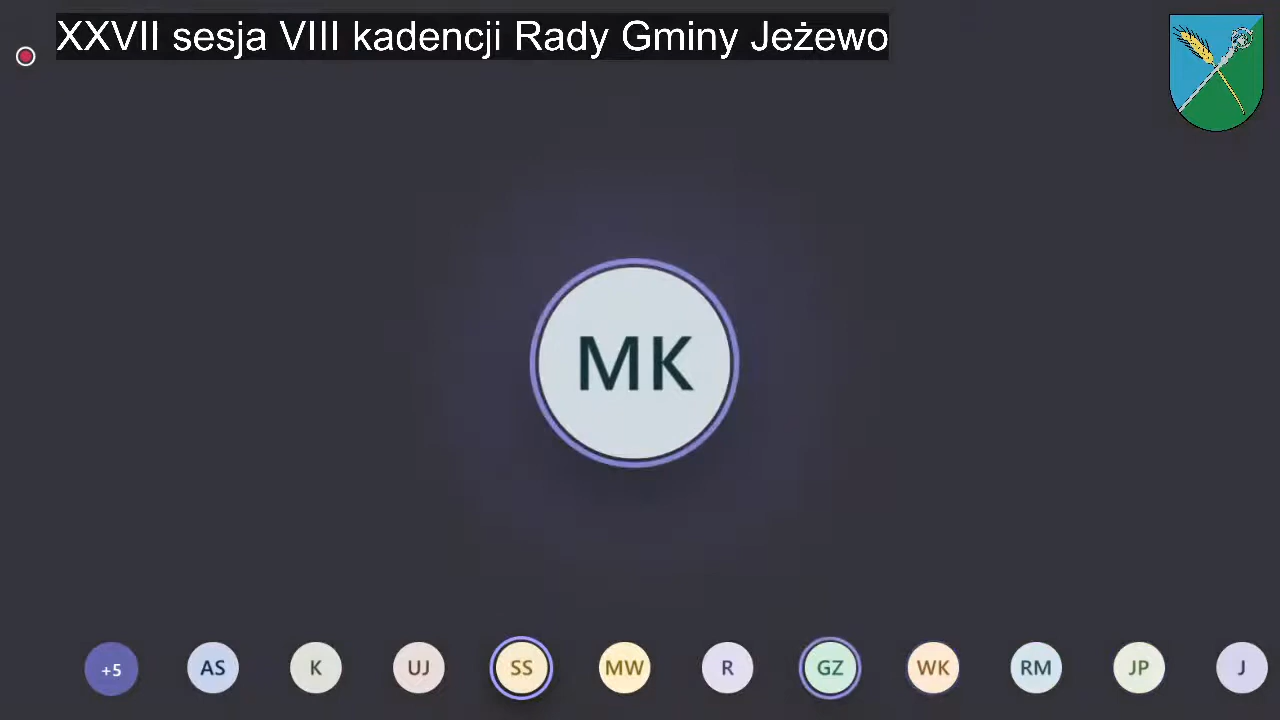 XXVII sesja VIII kadencji Rady Gminy Jeżewo
MK
+5 AS K UJ SS MW R GZ WK RM JP J